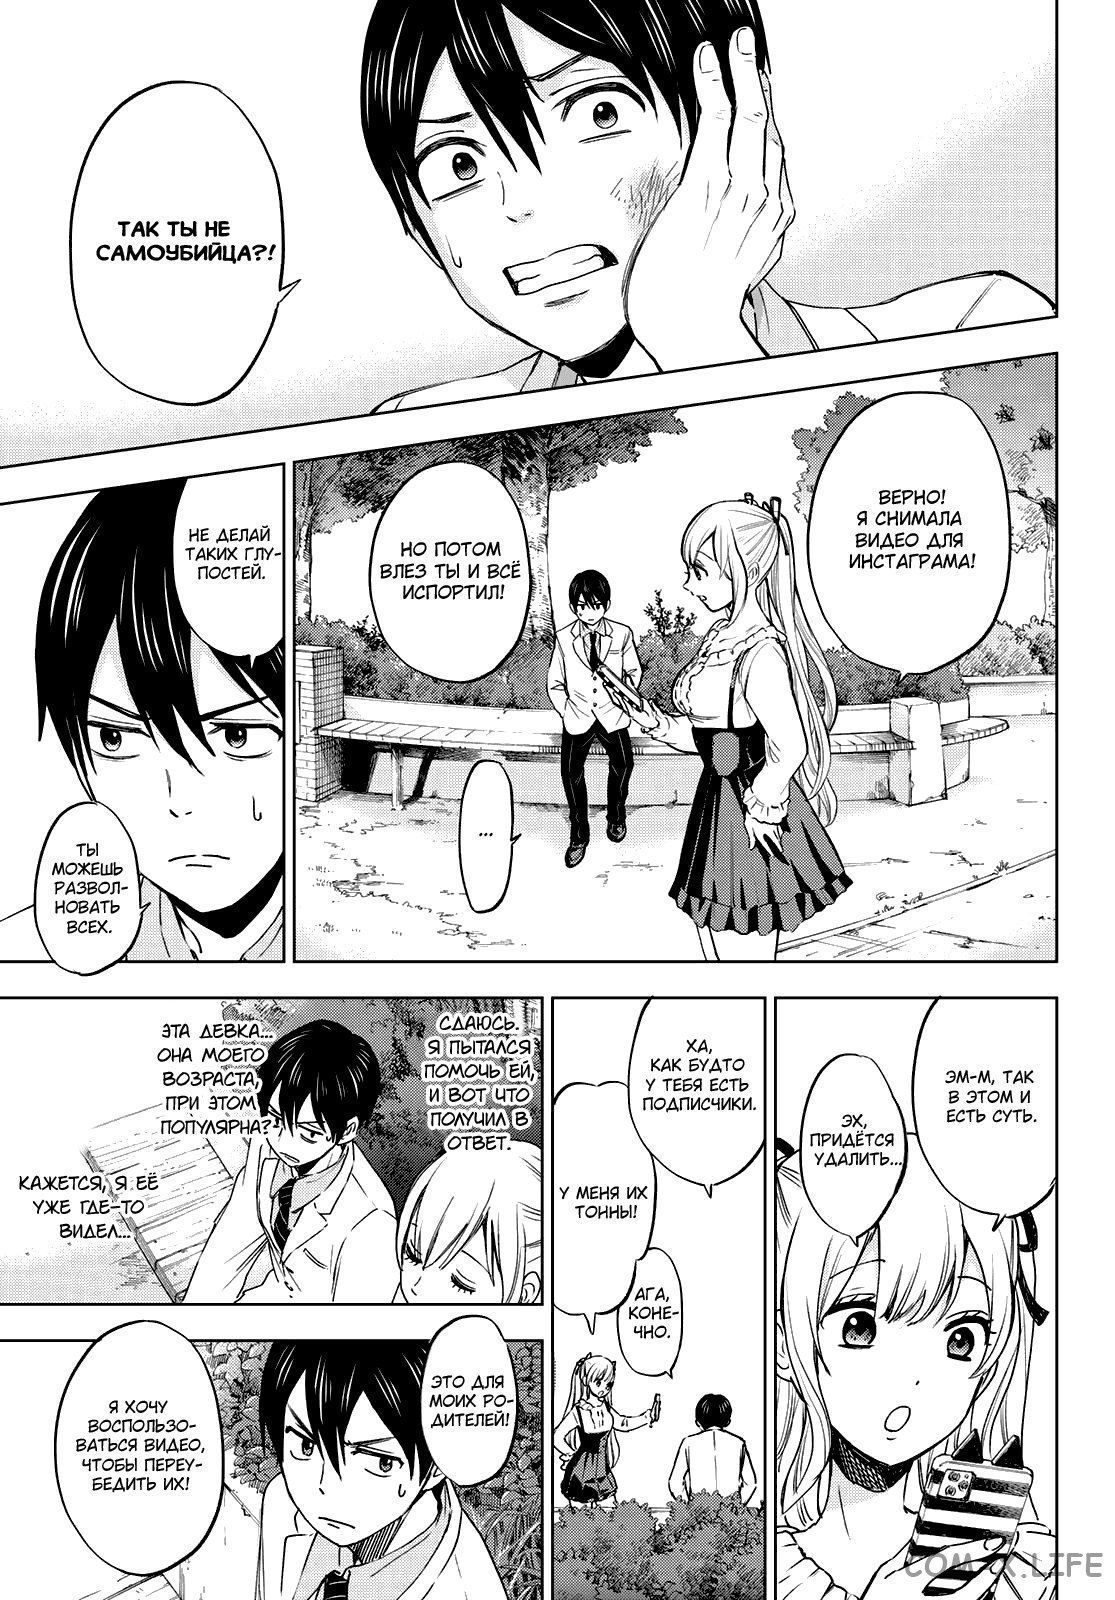 ТАК ТЫ НЕ
САМОУБИЙЦА?!
ВЕРНО!
Я СНИМАЛА
ВИДЕО ДЛЯ
ИНСТАГРАМА!
НО ПОТОМ
ВЛЕЗ ТЫ И ВСЁ
ИСПОРТИЛ!
...
НЕ ДЕЛАЙ
ТАКИХ ГЛУ-
ПОСТЕЙ.
ТЫ
МОЖЕШЬ
РАЗВОЛ-
НОВАТЬ
ВСЕХ.
ЭМ-М, ТАК
В ЭТОМ И
ЕСТЬ СУТЬ.
ЭХ,
ПРИДЁТСЯ
УДАЛИТЬ...
ХА,
КАК БУДТО
У ТЕБЯ ЕСТЬ
ПОДПИСЧИКИ.
У МЕНЯ ИХ
ТОННЫ!
АГА,
КОНЕ-
ЧНО.
СДАЮСЬ.
Я ПЫТАЛСЯ
ПОМОЧЬ ЕЙ,
И ВОТ ЧТО
ПОЛУЧИЛ В
ОТВЕТ.
ЭТА ДЕВКА...
ОНА МОЕГО
ВОЗРАСТА,
ПРИ ЭТОМ
ПОПУЛЯРНА?
КАЖЕТСЯ, Я ЕЁ
УЖЕ ГДЕ-ТО
ВИДЕЛ...
ЭТО ДЛЯ
МОИХ РО-
ДИТЕЛЕЙ!
Я ХОЧУ
ВОСПОЛЬЗО-
ВАТЬСЯ ВИДЕО,
ЧТОБЫ ПЕРЕУ-
БЕДИТЬ ИХ!
COM-X.LIFE